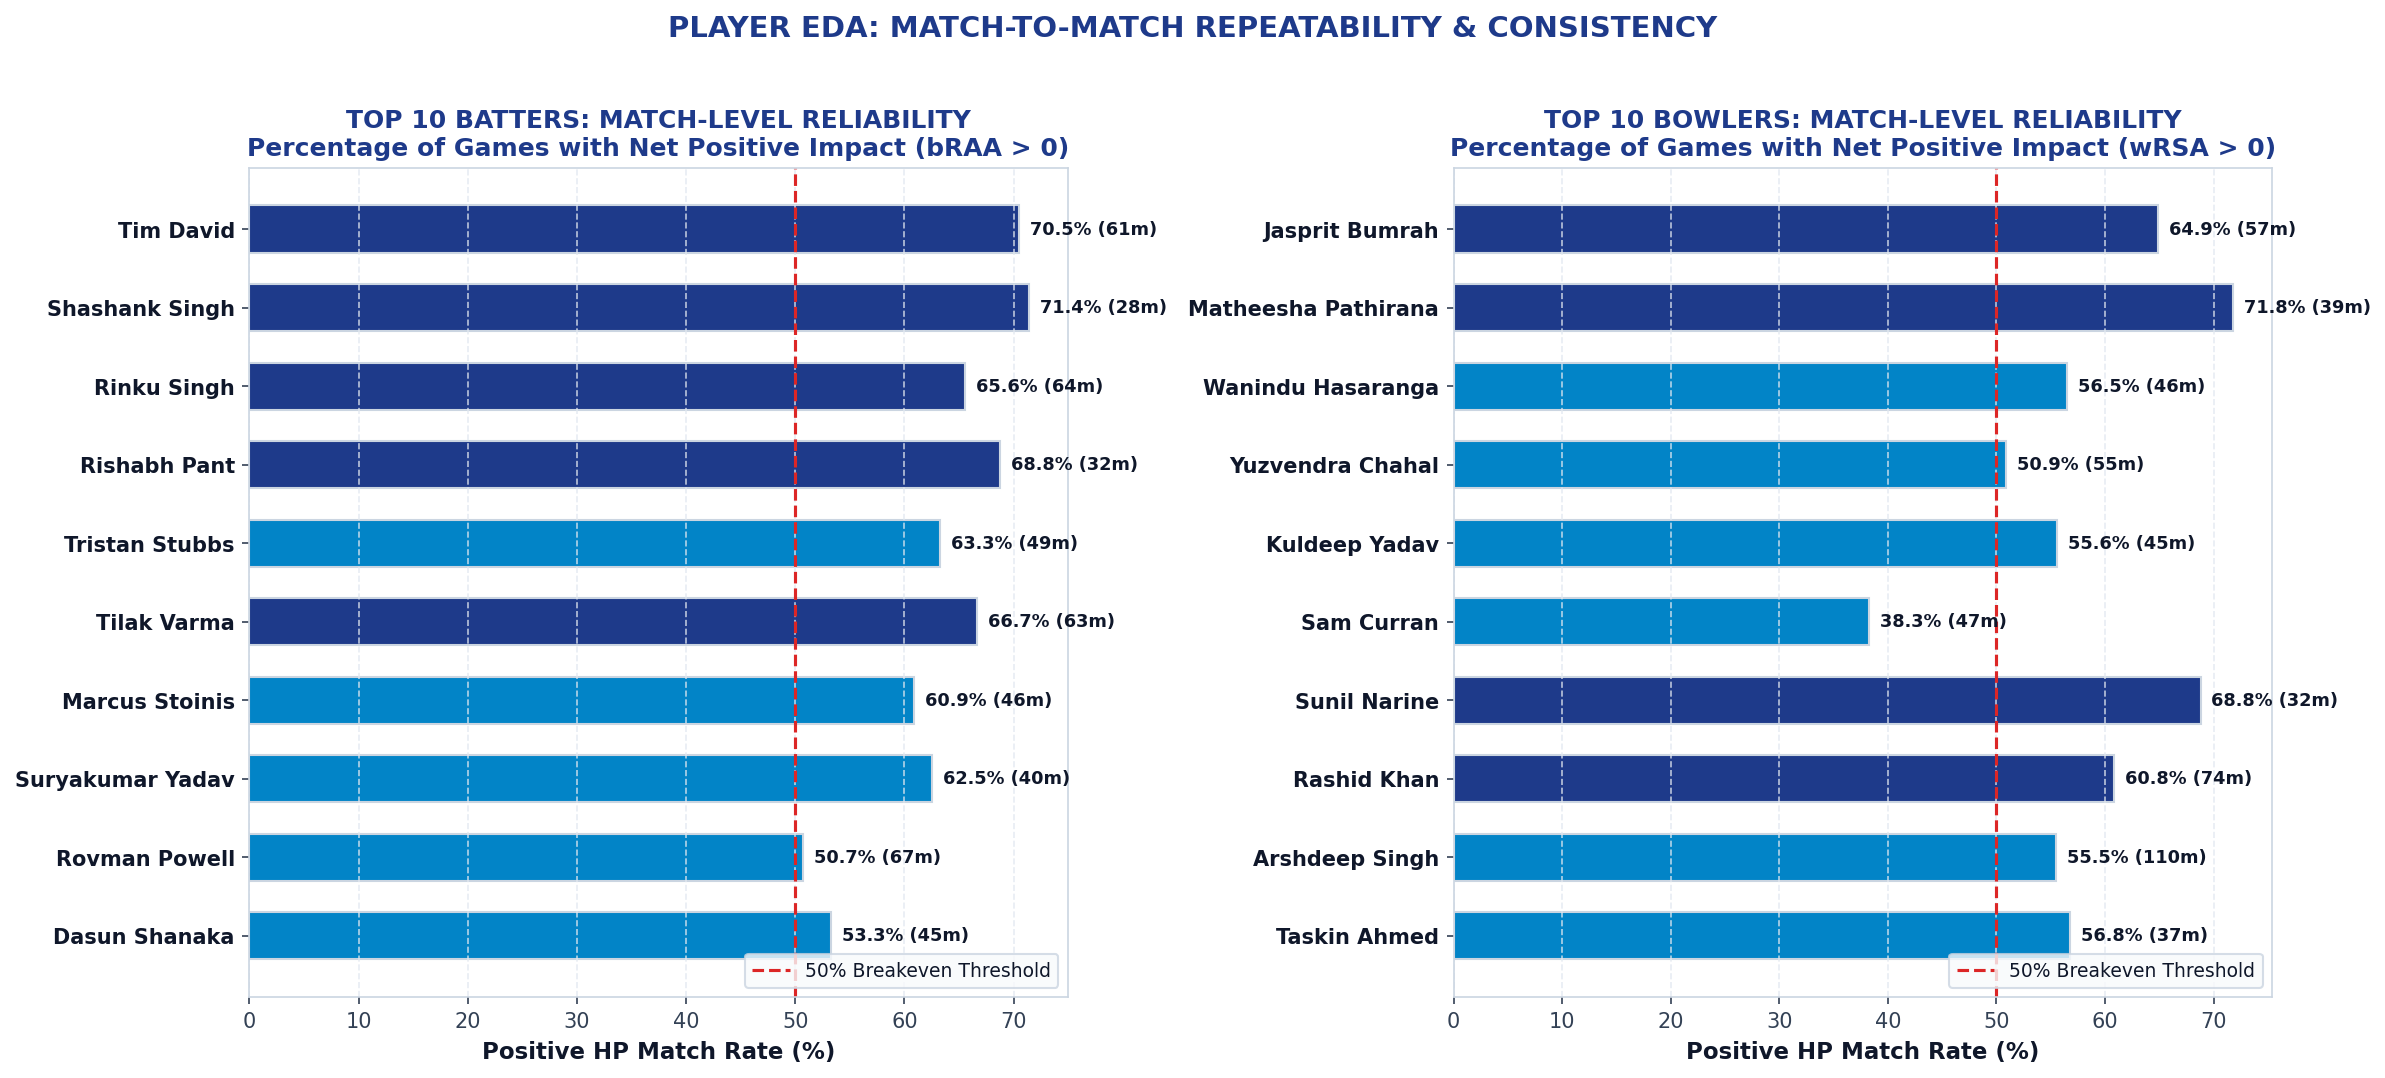 PLAYER EDA: MATCH-TO-MATCH REPEATABILITY & CONSISTENCY
TOP 10 BATTERS: MATCH-LEVEL RELIABILITY
Percentage of Games with Net Positive Impact (bRAA > 0)
Tim David 70.5% (61m)
Shashank Singh 71.4% (28m)
Rinku Singh 65.6% (64m)
Rishabh Pant 68.8% (32m)
Tristan Stubbs 63.3% (49m)
Tilak Varma 66.7% (63m)
Marcus Stoinis 60.9% (46m)
Suryakumar Yadav 62.5% (40m)
Rovman Powell 50.7% (67m)
Dasun Shanaka 53.3% (45m)
50% Breakeven Threshold
0 10 20 30 40 50 60 70
Positive HP Match Rate (%)
TOP 10 BOWLERS: MATCH-LEVEL RELIABILITY
Percentage of Games with Net Positive Impact (wRSA > 0)
Jasprit Bumrah 64.9% (57m)
Matheesha Pathirana 71.8% (39m)
Wanindu Hasaranga 56.5% (46m)
Yuzvendra Chahal 50.9% (55m)
Kuldeep Yadav 55.6% (45m)
Sam Curran 38.3% (47m)
Sunil Narine 68.8% (32m)
Rashid Khan 60.8% (74m)
Arshdeep Singh 55.5% (110m)
Taskin Ahmed 56.8% (37m)
50% Breakeven Threshold
0 10 20 30 40 50 60 70
Positive HP Match Rate (%)